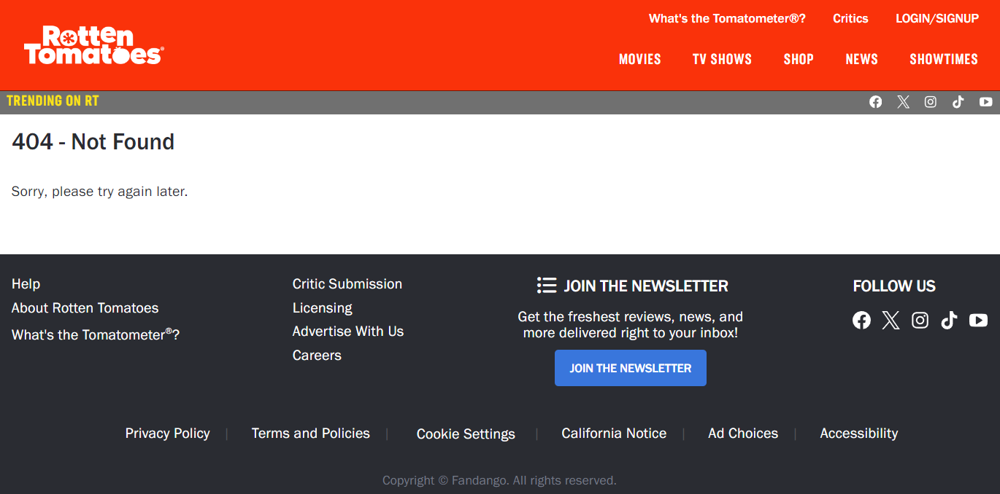 What's the Tomatometer®? Critics LOGIN/SIGNUP
Rotten
Tomatoes®
MOVIES TV SHOWS SHOP NEWS SHOWTIMES
TRENDING ON RT
404 - Not Found
Sorry, please try again later.
Help
About Rotten Tomatoes
What's the Tomatometer®?
Critic Submission
Licensing
Advertise With Us
Careers
JOIN THE NEWSLETTER
Get the freshest reviews, news, and
more delivered right to your inbox!
JOIN THE NEWSLETTER
FOLLOW US
Privacy Policy | Terms and Policies | Cookie Settings | California Notice | Ad Choices | Accessibility
Copyright © Fandango. All rights reserved.